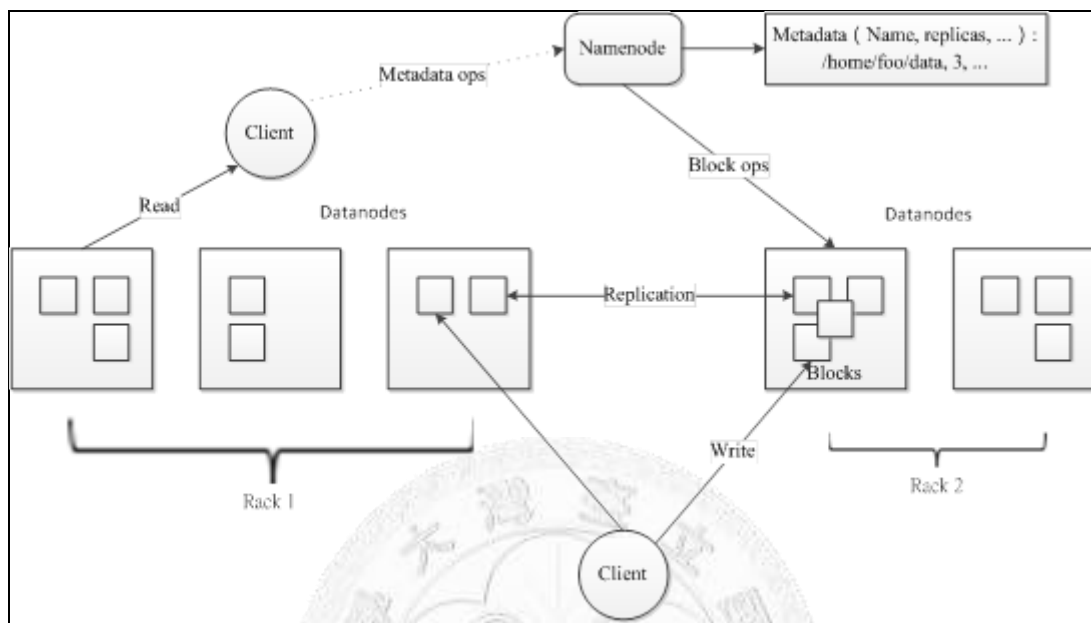 Namenode
Metadata ( Name, replicas, ... ) :
/home/foo/data, 3, ...
Metadata ops
Client
Block ops
Read
Datanodes
Datanodes
Replication
Blocks
Write
Rack 1
Rack 2
Client